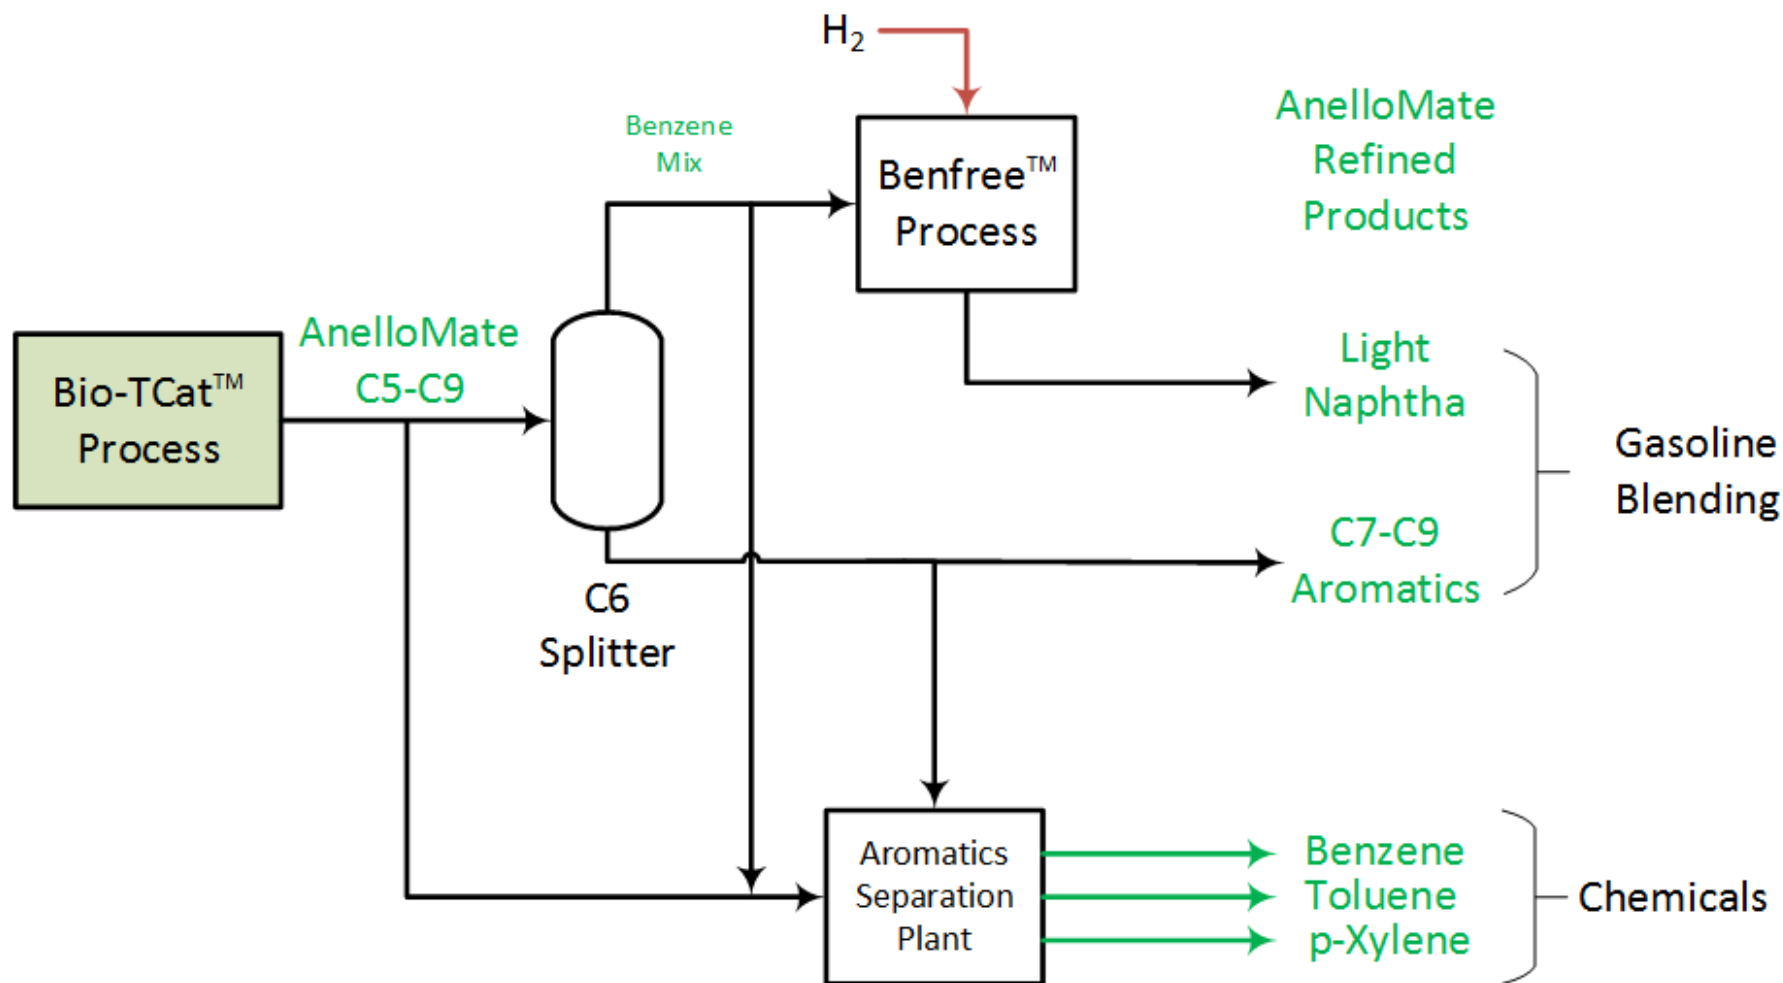 H2
Benzene
Mix
Benfree™
Process
AnelloMate
Refined
Products
Bio-TCat™
Process
AnelloMate
C5-C9
Light
Naphtha
Gasoline
Blending
C7-C9
Aromatics
C6
Splitter
Aromatics
Separation
Plant
Benzene
Toluene
p-Xylene
Chemicals